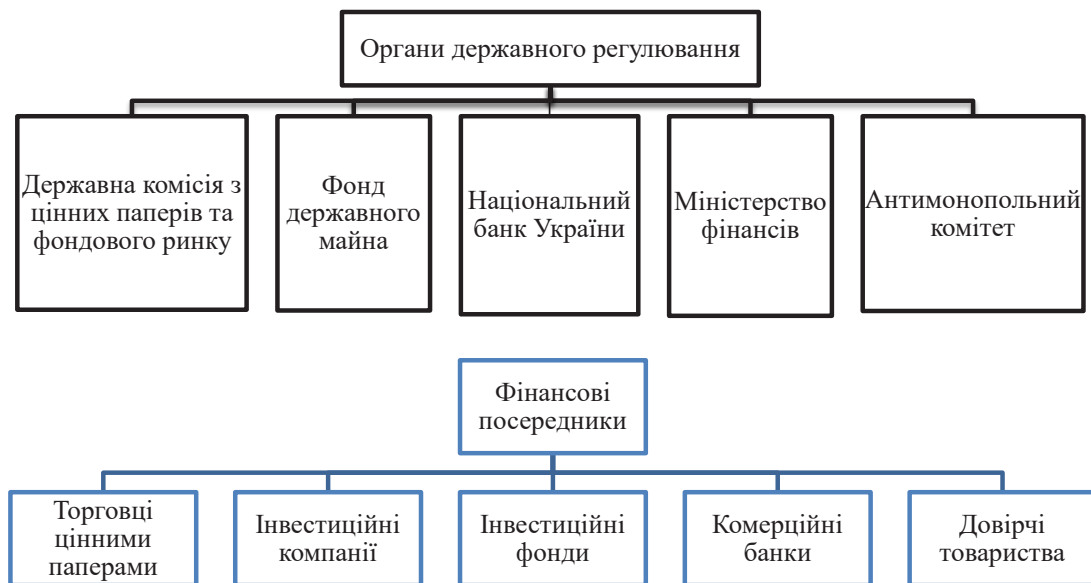 Органи державного регулювання
Державна комісія з
цінних паперів та
фондового ринку
Фонд
державного
майна
Національний
банк України
Міністерство
фінансів
Антимонопольний
комітет
Фінансові
посередники
Торговці
цінними
паперами
Інвестиційні
компанії
Інвестиційні
фонди
Комерційні
банки
Довірчі
товариства